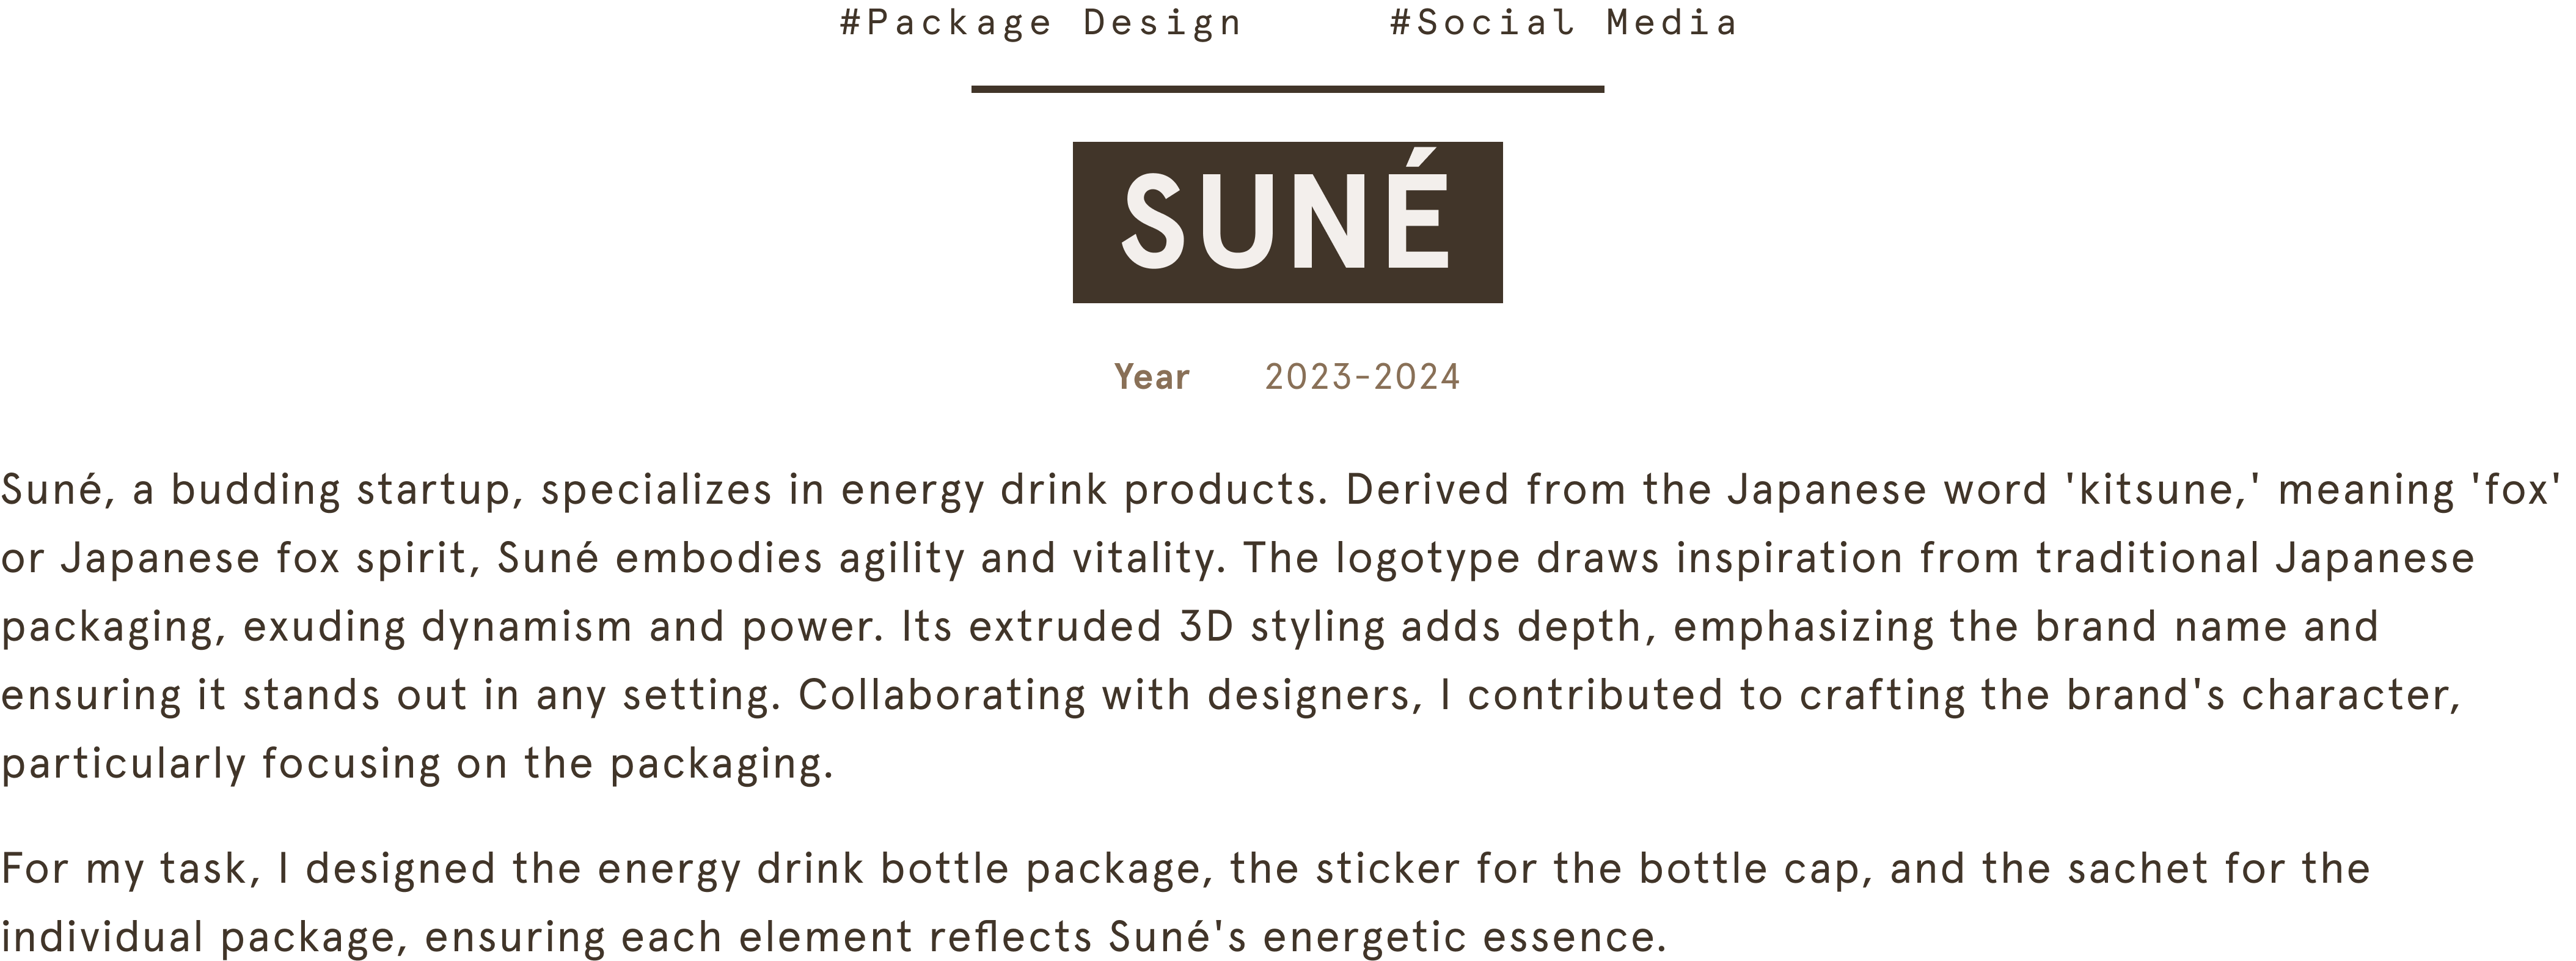 #Package Design #Social Media
SUNÉ
Year 2023-2024
Suné, a budding startup, specializes in energy drink products. Derived from the Japanese word 'kitsune,' meaning 'fox'
or Japanese fox spirit, Suné embodies agility and vitality. The logotype draws inspiration from traditional Japanese
packaging, exuding dynamism and power. Its extruded 3D styling adds depth, emphasizing the brand name and
ensuring it stands out in any setting. Collaborating with designers, I contributed to crafting the brand's character,
particularly focusing on the packaging.
For my task, I designed the energy drink bottle package, the sticker for the bottle cap, and the sachet for the
individual package, ensuring each element reflects Suné's energetic essence.